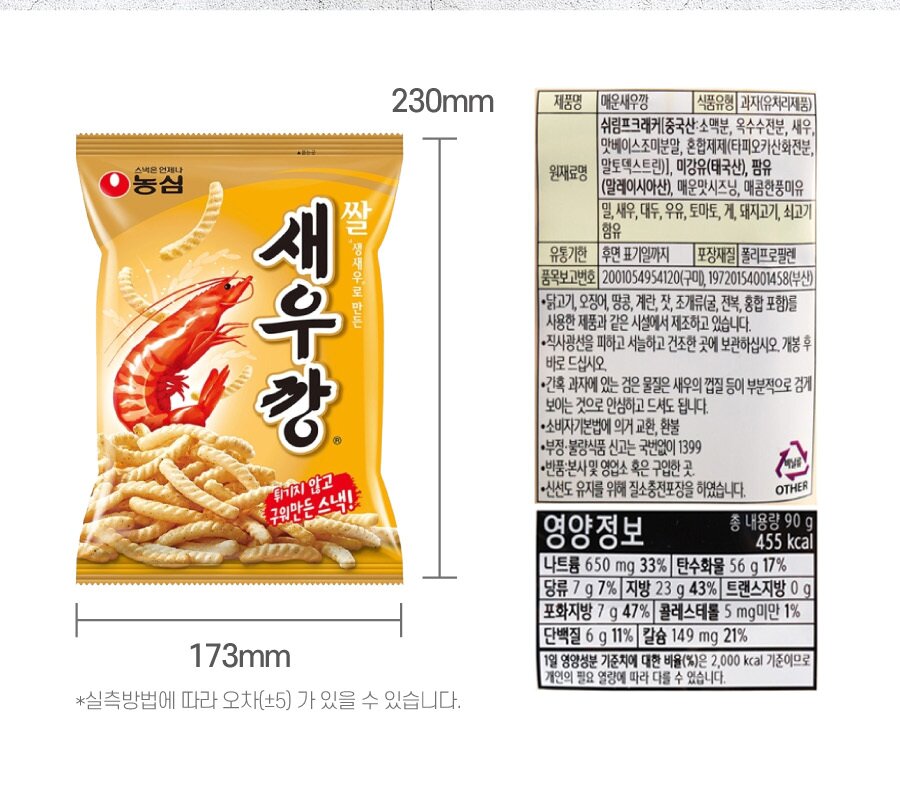 230mm
스낵은 언제나
농심
쌀
새우깡
"생새우"로 만든
®
튀기지 않고
구워만든 스낵!
173mm
*실측방법에 따라 오차(±5) 가 있을 수 있습니다.
제품명 매운새우깡 식품유형 과자(유처리제품)
원재료명
쉬림프크래커[중국산:소맥분, 옥수수전분, 새우,
맛베이스조미분말, 혼합제제(타피오카산화전분,
말토덱스트린)], 미강유(태국산), 팜유
(말레이시아산), 매운맛시즈닝, 매콤한풍미유
밀, 새우, 대두, 우유, 토마토, 게, 돼지고기, 쇠고기
함유
유통기한 후면 표기일까지 포장재질 폴리프로필렌
품목보고번호 2001054954120(구미), 19720154001458(부산)
•닭고기, 오징어, 땅콩, 계란, 잣, 조개류(굴, 전복, 홍합 포함)를
사용한 제품과 같은 시설에서 제조하고 있습니다.
•직사광선을 피하고 서늘하고 건조한 곳에 보관하십시오. 개봉 후
바로 드십시오.
•간혹 과자에 있는 검은 물질은 새우의 껍질 등이 부분적으로 검게
보이는 것으로 안심하고 드셔도 됩니다.
•소비자기본법에 의거 교환, 환불
•부정·불량식품 신고는 국번없이 1399
•반품:본사 및 영업소 혹은 구입한 곳.
•신선도 유지를 위해 질소충전포장을 하였습니다.
비닐류
OTHER
영양정보 총 내용량 90 g
455 kcal
나트륨 650 mg 33% 탄수화물 56 g 17%
당류 7 g 7% 지방 23 g 43% 트랜스지방 0 g
포화지방 7 g 47% 콜레스테롤 5 mg미만 1%
단백질 6 g 11% 칼슘 149 mg 21%
1일 영양성분 기준치에 대한 비율(%)은 2,000 kcal 기준이므로
개인의 필요 열량에 따라 다를 수 있습니다.